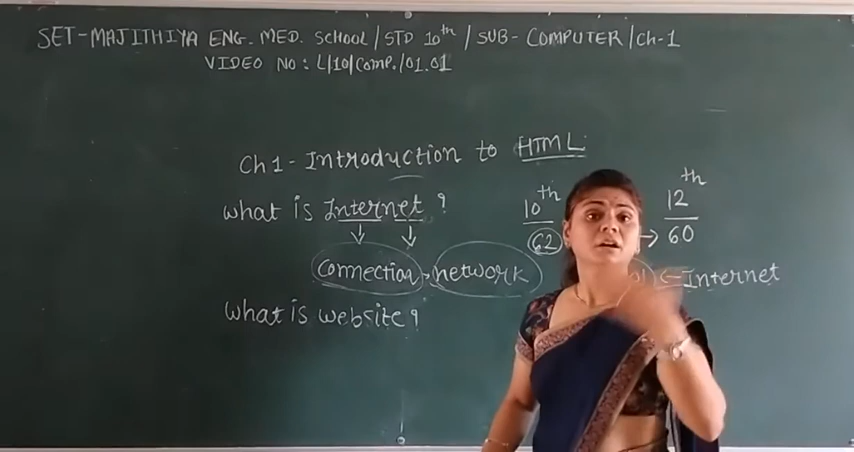 SET-MAJITHIYA ENG. MED. SCHOOL / STD 10th / SUB- COMPUTER / Ch-1
VIDEO NO: L/10/Comp./01.01
Ch 1 - Introduction to HTML
What is Internet ?
10th 12th
62 → 60
connection network
← Internet
What is website ?